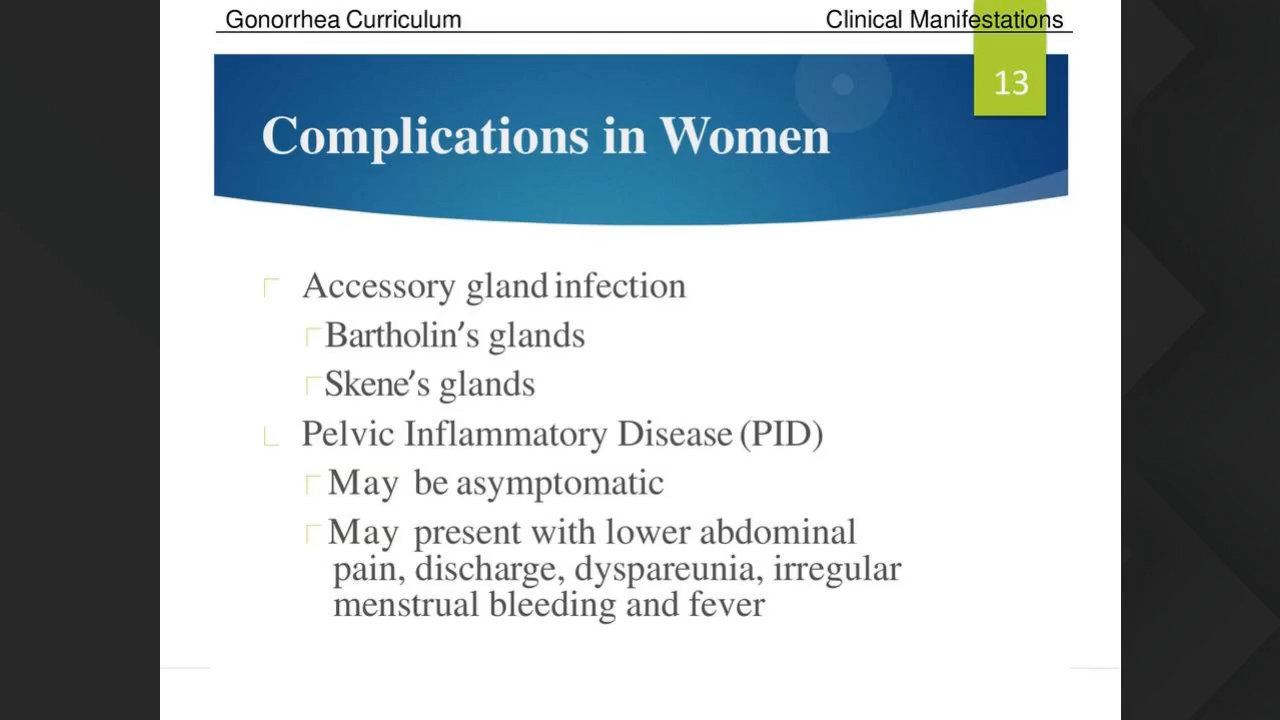 Gonorrhea Curriculum Clinical Manifestations
13
Complications in Women
Accessory gland infection
Bartholin's glands
Skene's glands
Pelvic Inflammatory Disease (PID)
May be asymptomatic
May present with lower abdominal
pain, discharge, dyspareunia, irregular
menstrual bleeding and fever